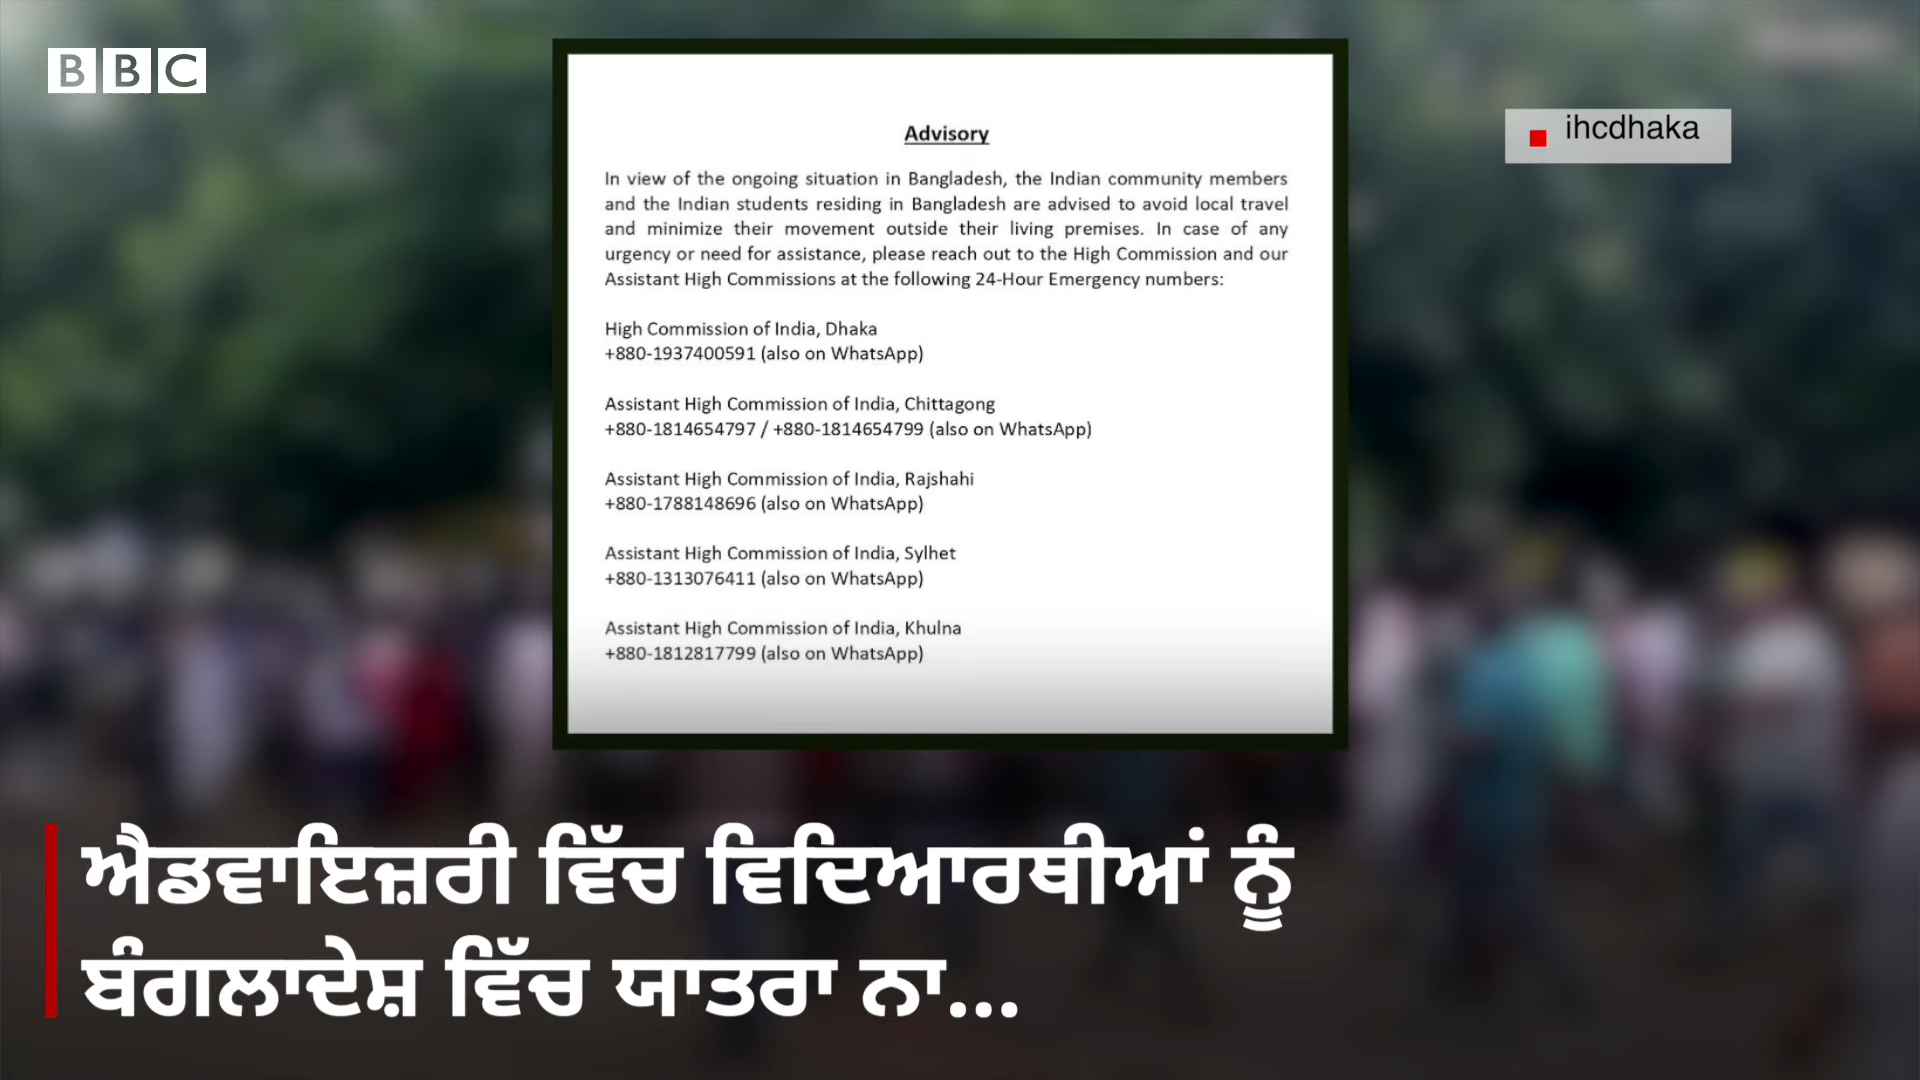 BBC
ihcdhaka
Advisory
In view of the ongoing situation in Bangladesh, the Indian community members
and the Indian students residing in Bangladesh are advised to avoid local travel
and minimize their movement outside their living premises. In case of any
urgency or need for assistance, please reach out to the High Commission and our
Assistant High Commissions at the following 24-Hour Emergency numbers:
High Commission of India, Dhaka
+880-1937400591 (also on WhatsApp)
Assistant High Commission of India, Chittagong
+880-1814654797 / +880-1814654799 (also on WhatsApp)
Assistant High Commission of India, Rajshahi
+880-1788148696 (also on WhatsApp)
Assistant High Commission of India, Sylhet
+880-1313076411 (also on WhatsApp)
Assistant High Commission of India, Khulna
+880-1812817799 (also on WhatsApp)
ਐਡਵਾਇਜ਼ਰੀ ਵਿੱਚ ਵਿਦਿਆਰਥੀਆਂ ਨੂੰ
ਬੰਗਲਾਦੇਸ਼ ਵਿੱਚ ਯਾਤਰਾ ਨਾ...